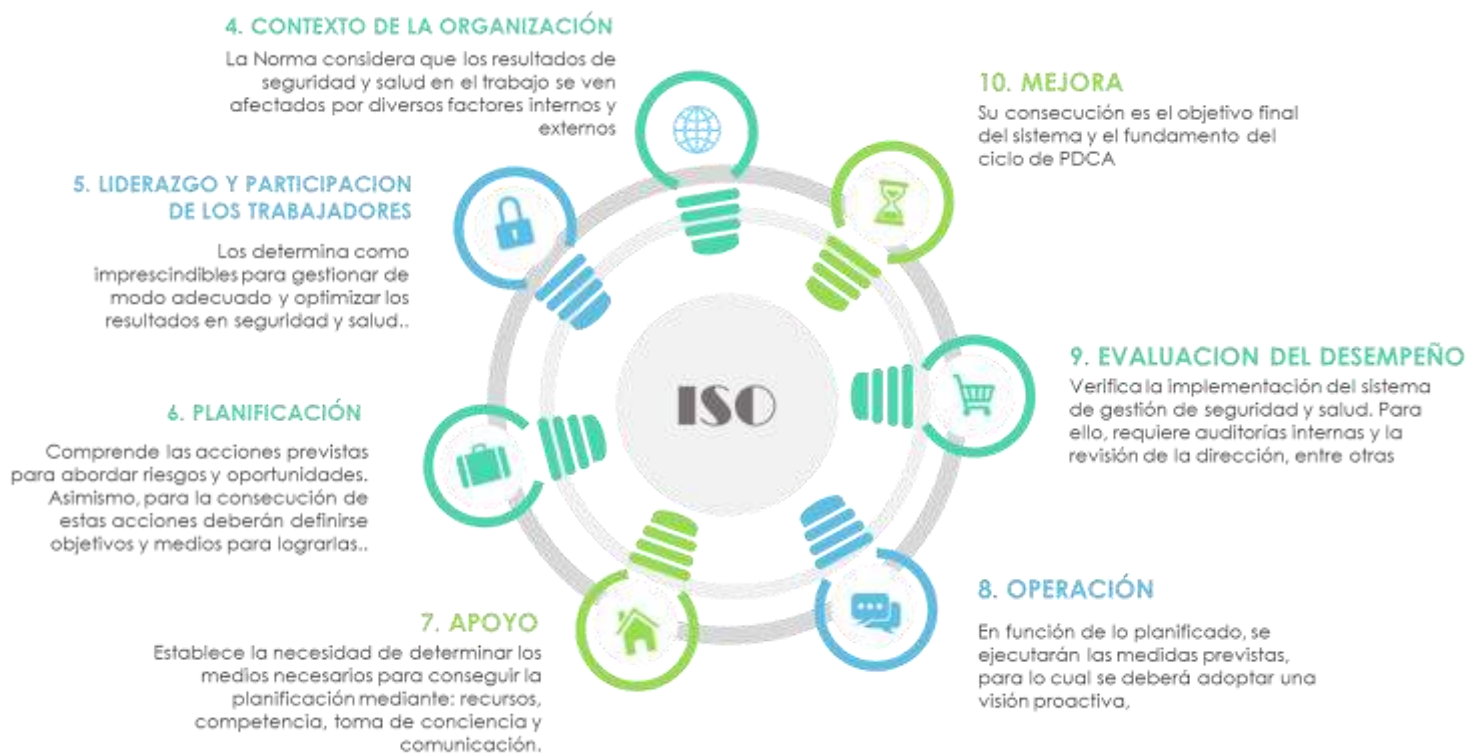 4. CONTEXTO DE LA ORGANIZACIÓN
La Norma considera que los resultados de
seguridad y salud en el trabajo se ven
afectados por diversos factores internos y
externos
5. LIDERAZGO Y PARTICIPACION
DE LOS TRABAJADORES
Los determina como
imprescindibles para gestionar de
modo adecuado y optimizar los
resultados en seguridad y salud..
6. PLANIFICACIÓN
Comprende las acciones previstas
para abordar riesgos y oportunidades.
Asimismo, para la consecución de
estas acciones deberán definirse
objetivos y medios para lograrlas..
7. APOYO
Establece la necesidad de determinar los
medios necesarios para conseguir la
planificación mediante: recursos,
competencia, toma de conciencia y
comunicación.
ISO
10. MEJORA
Su consecución es el objetivo final
del sistema y el fundamento del
ciclo de PDCA
9. EVALUACION DEL DESEMPEÑO
Verifica la implementación del sistema
de gestión de seguridad y salud. Para
ello, requiere auditorías internas y la
revisión de la dirección, entre otras
8. OPERACIÓN
En función de lo planificado, se
ejecutarán las medidas previstas,
para lo cual se deberá adoptar una
visión proactiva,